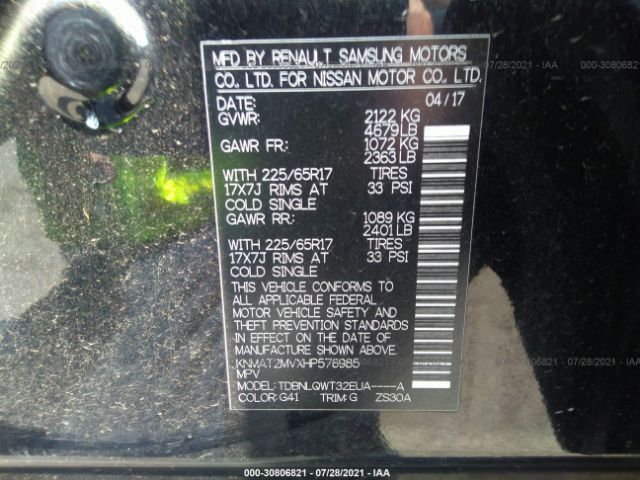 MFD BY RENAULT SAMSUNG MOTORS
CO., LTD. FOR NISSAN MOTOR CO., LTD.
DATE: 04/17
GVWR: 2122 KG
4679 LB
GAWR FR: 1072 KG
2363 LB
WITH 225/65R17 TIRES
17X7J RIMS AT 33 PSI
COLD SINGLE
GAWR RR: 1089 KG
2401 LB
WITH 225/65R17 TIRES
17X7J RIMS AT 33 PSI
COLD SINGLE
THIS VEHICLE CONFORMS TO
ALL APPLICABLE FEDERAL
MOTOR VEHICLE SAFETY AND
THEFT PREVENTION STANDARDS
IN EFFECT ON THE DATE OF
MANUFACTURE SHOWN ABOVE.
KNMAT2MVXHP576985
MPV
MODEL: TDBNLQWT32EUA----A
COLOR: G41 TRIM: G ZS30A
000-30806821 - 07/28/2021 - IAA